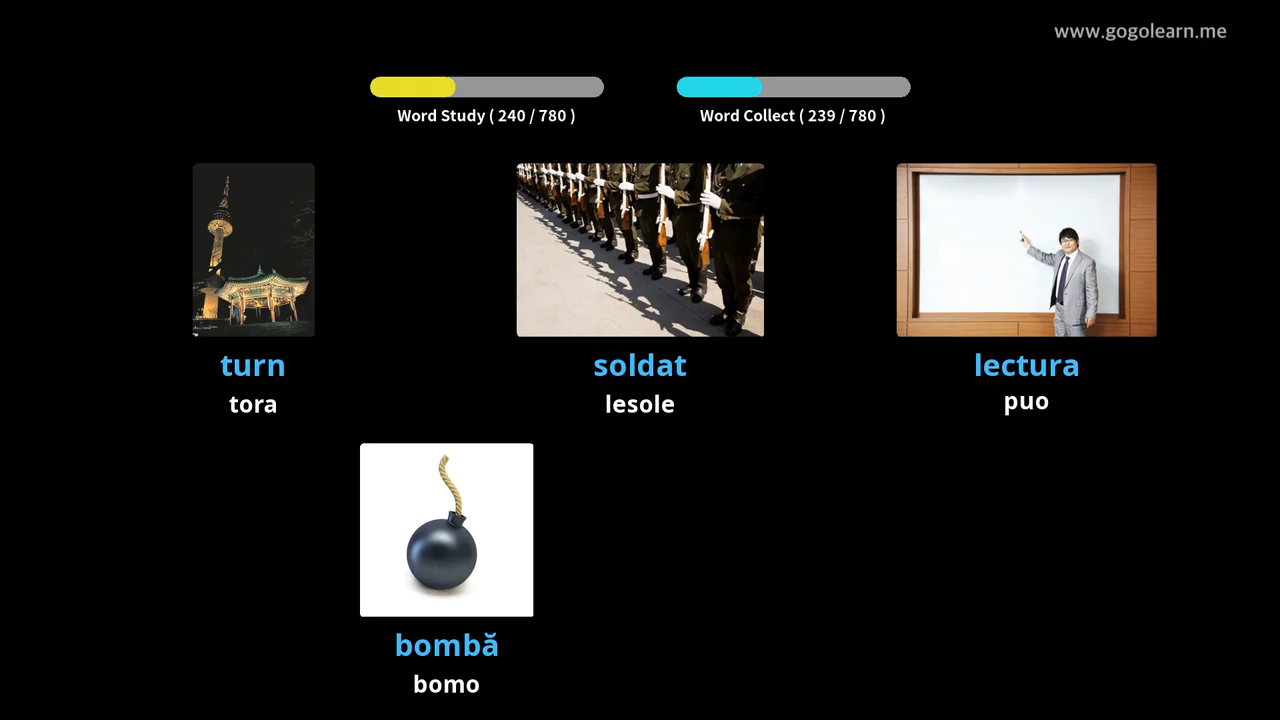 www.gogolearn.me
Word Study ( 240 / 780 )
Word Collect ( 239 / 780 )
turn
tora
soldat
lesole
lectura
puo
bombă
bomo